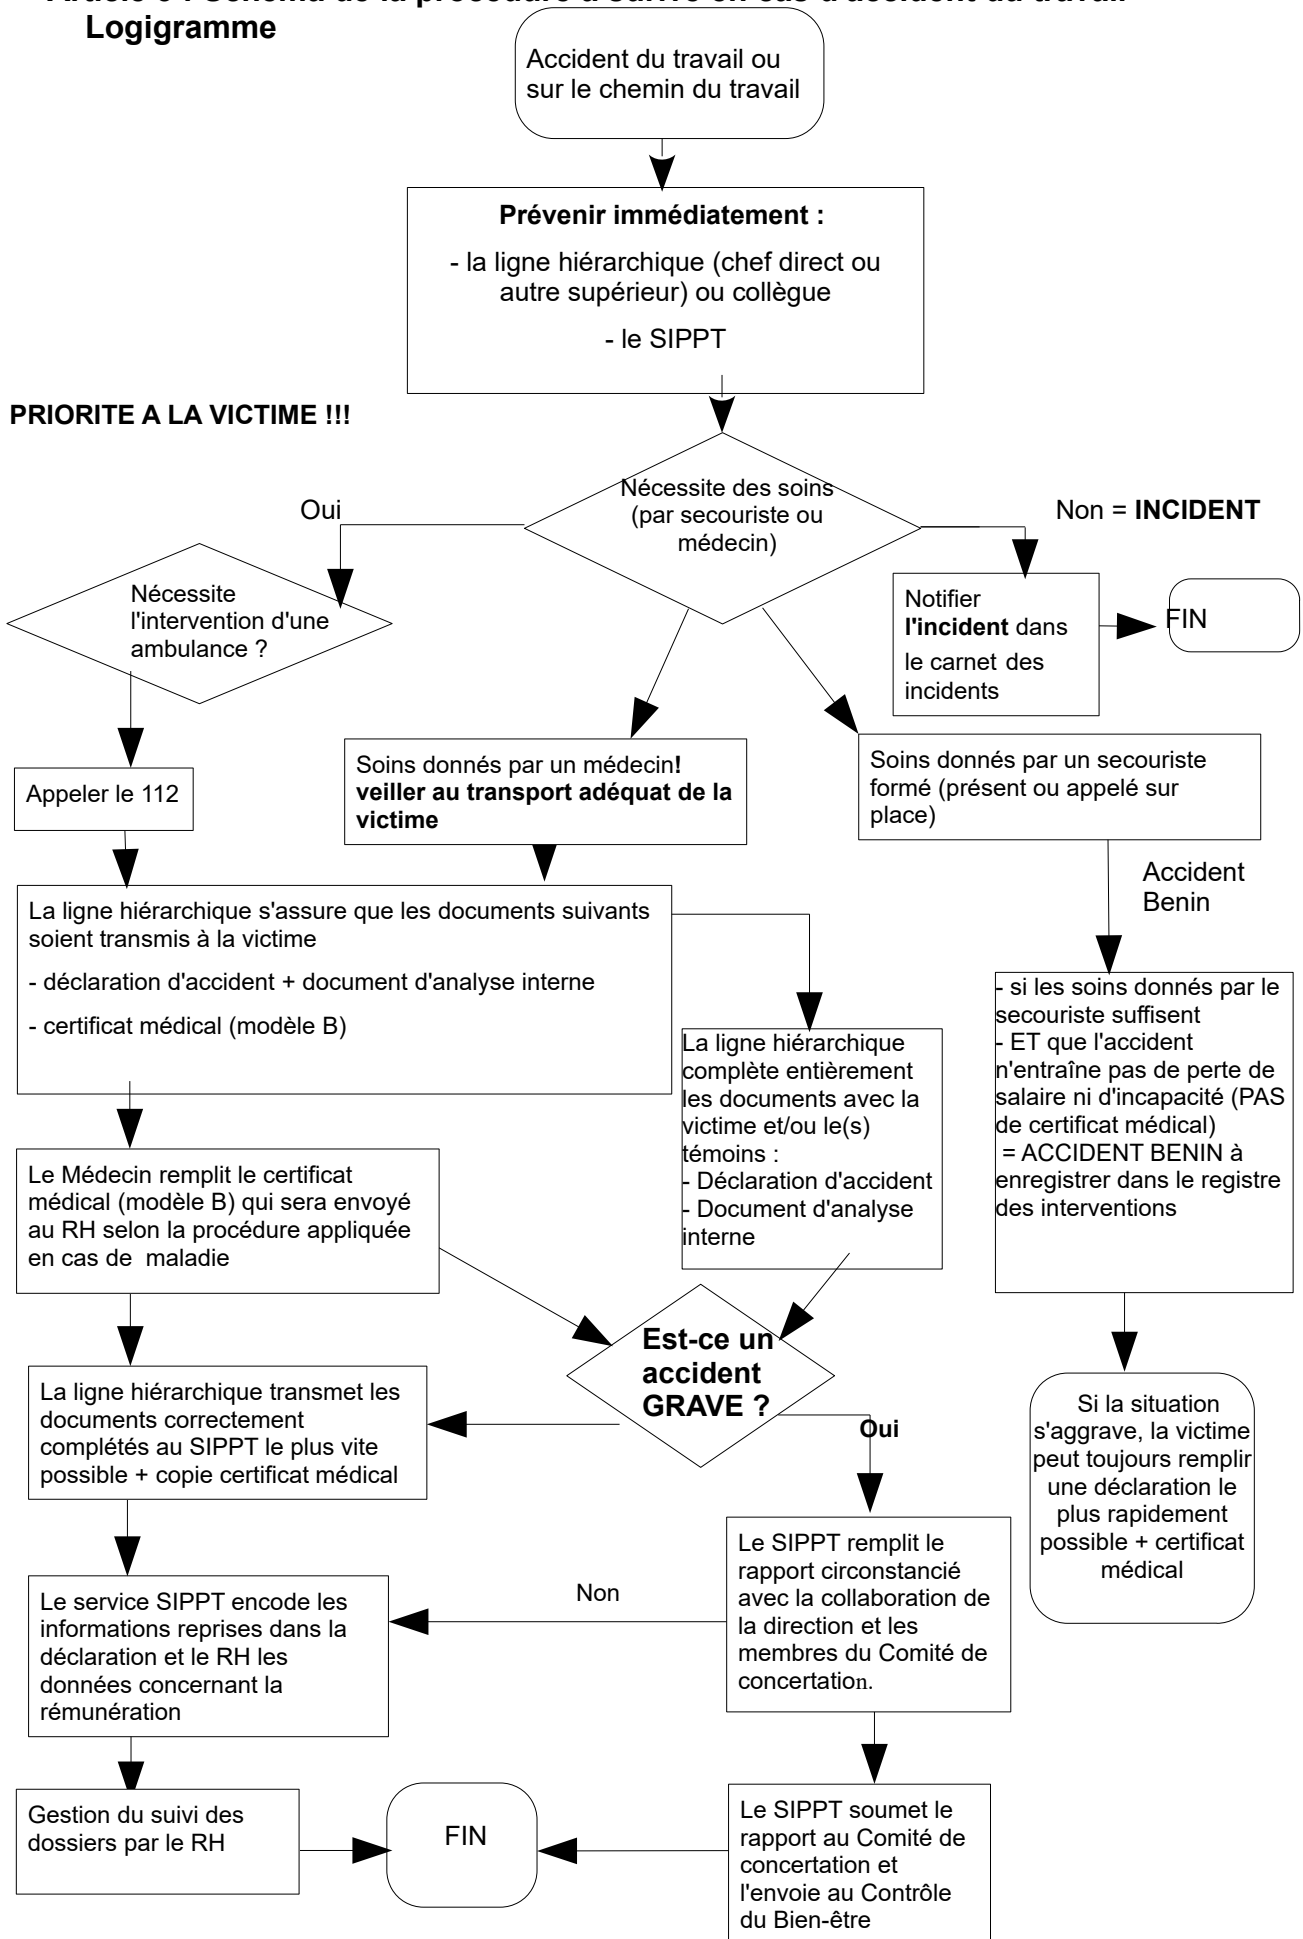 Logigramme
Accident du travail ou
sur le chemin du travail
Prévenir immédiatement :
- la ligne hiérarchique (chef direct ou
autre supérieur) ou collègue
- le SIPPT
PRIORITE A LA VICTIME !!!
Nécessite des soins
(par secouriste ou
médecin)
Oui
Non = INCIDENT
Nécessite
l'intervention d'une
ambulance ?
Notifier
l'incident dans
le carnet des
incidents
FIN
Appeler le 112
Soins donnés par un médecin!
veiller au transport adéquat de la
victime
Soins donnés par un secouriste
formé (présent ou appelé sur
place)
Accident
Benin
La ligne hiérarchique s'assure que les documents suivants
soient transmis à la victime
- déclaration d'accident + document d'analyse interne
- certificat médical (modèle B)
La ligne hiérarchique
complète entièrement
les documents avec la
victime et/ou le(s)
témoins :
- Déclaration d'accident
- Document d'analyse
interne
- si les soins donnés par le
secouriste suffisent
- ET que l'accident
n'entraîne pas de perte de
salaire ni d'incapacité (PAS
de certificat médical)
= ACCIDENT BENIN à
enregistrer dans le registre
des interventions
Le Médecin remplit le certificat
médical (modèle B) qui sera envoyé
au RH selon la procédure appliquée
en cas de  maladie
Est-ce un
accident
GRAVE ?
Oui
La ligne hiérarchique transmet les
documents correctement
complétés au SIPPT le plus vite
possible + copie certificat médical
Si la situation
s'aggrave, la victime
peut toujours remplir
une déclaration le
plus rapidement
possible + certificat
médical
Le SIPPT remplit le
rapport circonstancié
avec la collaboration de
la direction et les
membres du Comité de
concertation.
Non
Le service SIPPT encode les
informations reprises dans la
déclaration et le RH les
données concernant la
rémunération
Gestion du suivi des
dossiers par le RH
FIN
Le SIPPT soumet le
rapport au Comité de
concertation et
l'envoie au Contrôle
du Bien-être